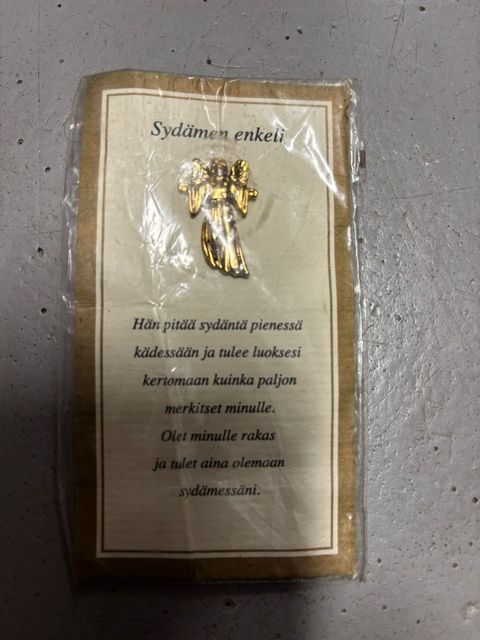 Sydämen enkeli
Hän pitää sydäntä pienessä
kädessään ja tulee luoksesi
kertomaan kuinka paljon
merkitset minulle.
Olet minulle rakas
ja tulet aina olemaan
sydämessäni.